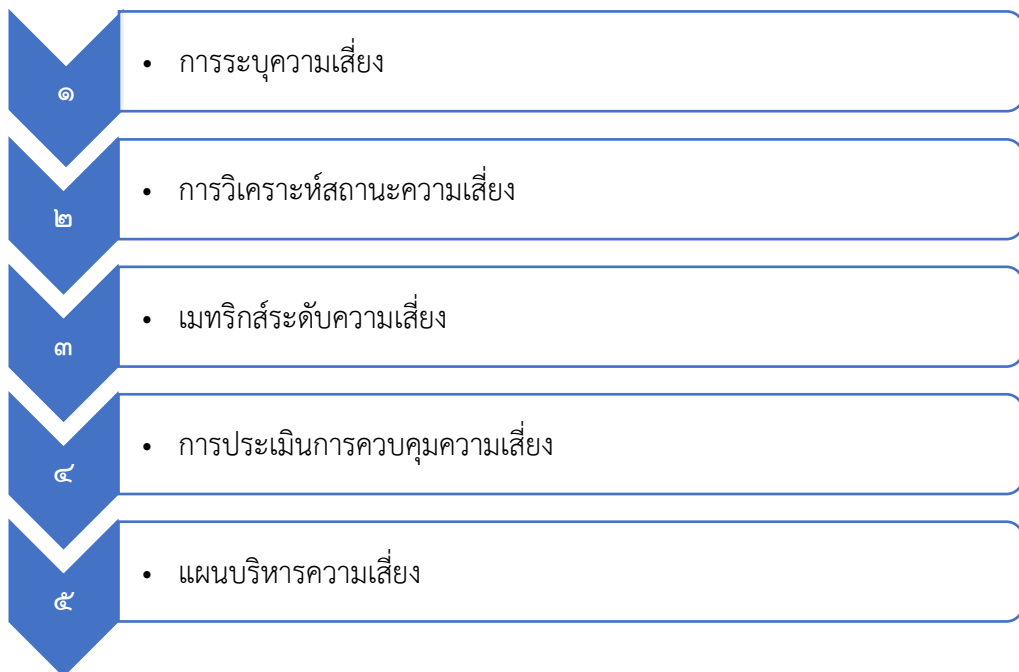 ๑
• การระบุความเสี่ยง
๒
• การวิเคราะห์สถานะความเสี่ยง
๓
• เมทริกส์ระดับความเสี่ยง
๔
• การประเมินการควบคุมความเสี่ยง
๕
• แผนบริหารความเสี่ยง